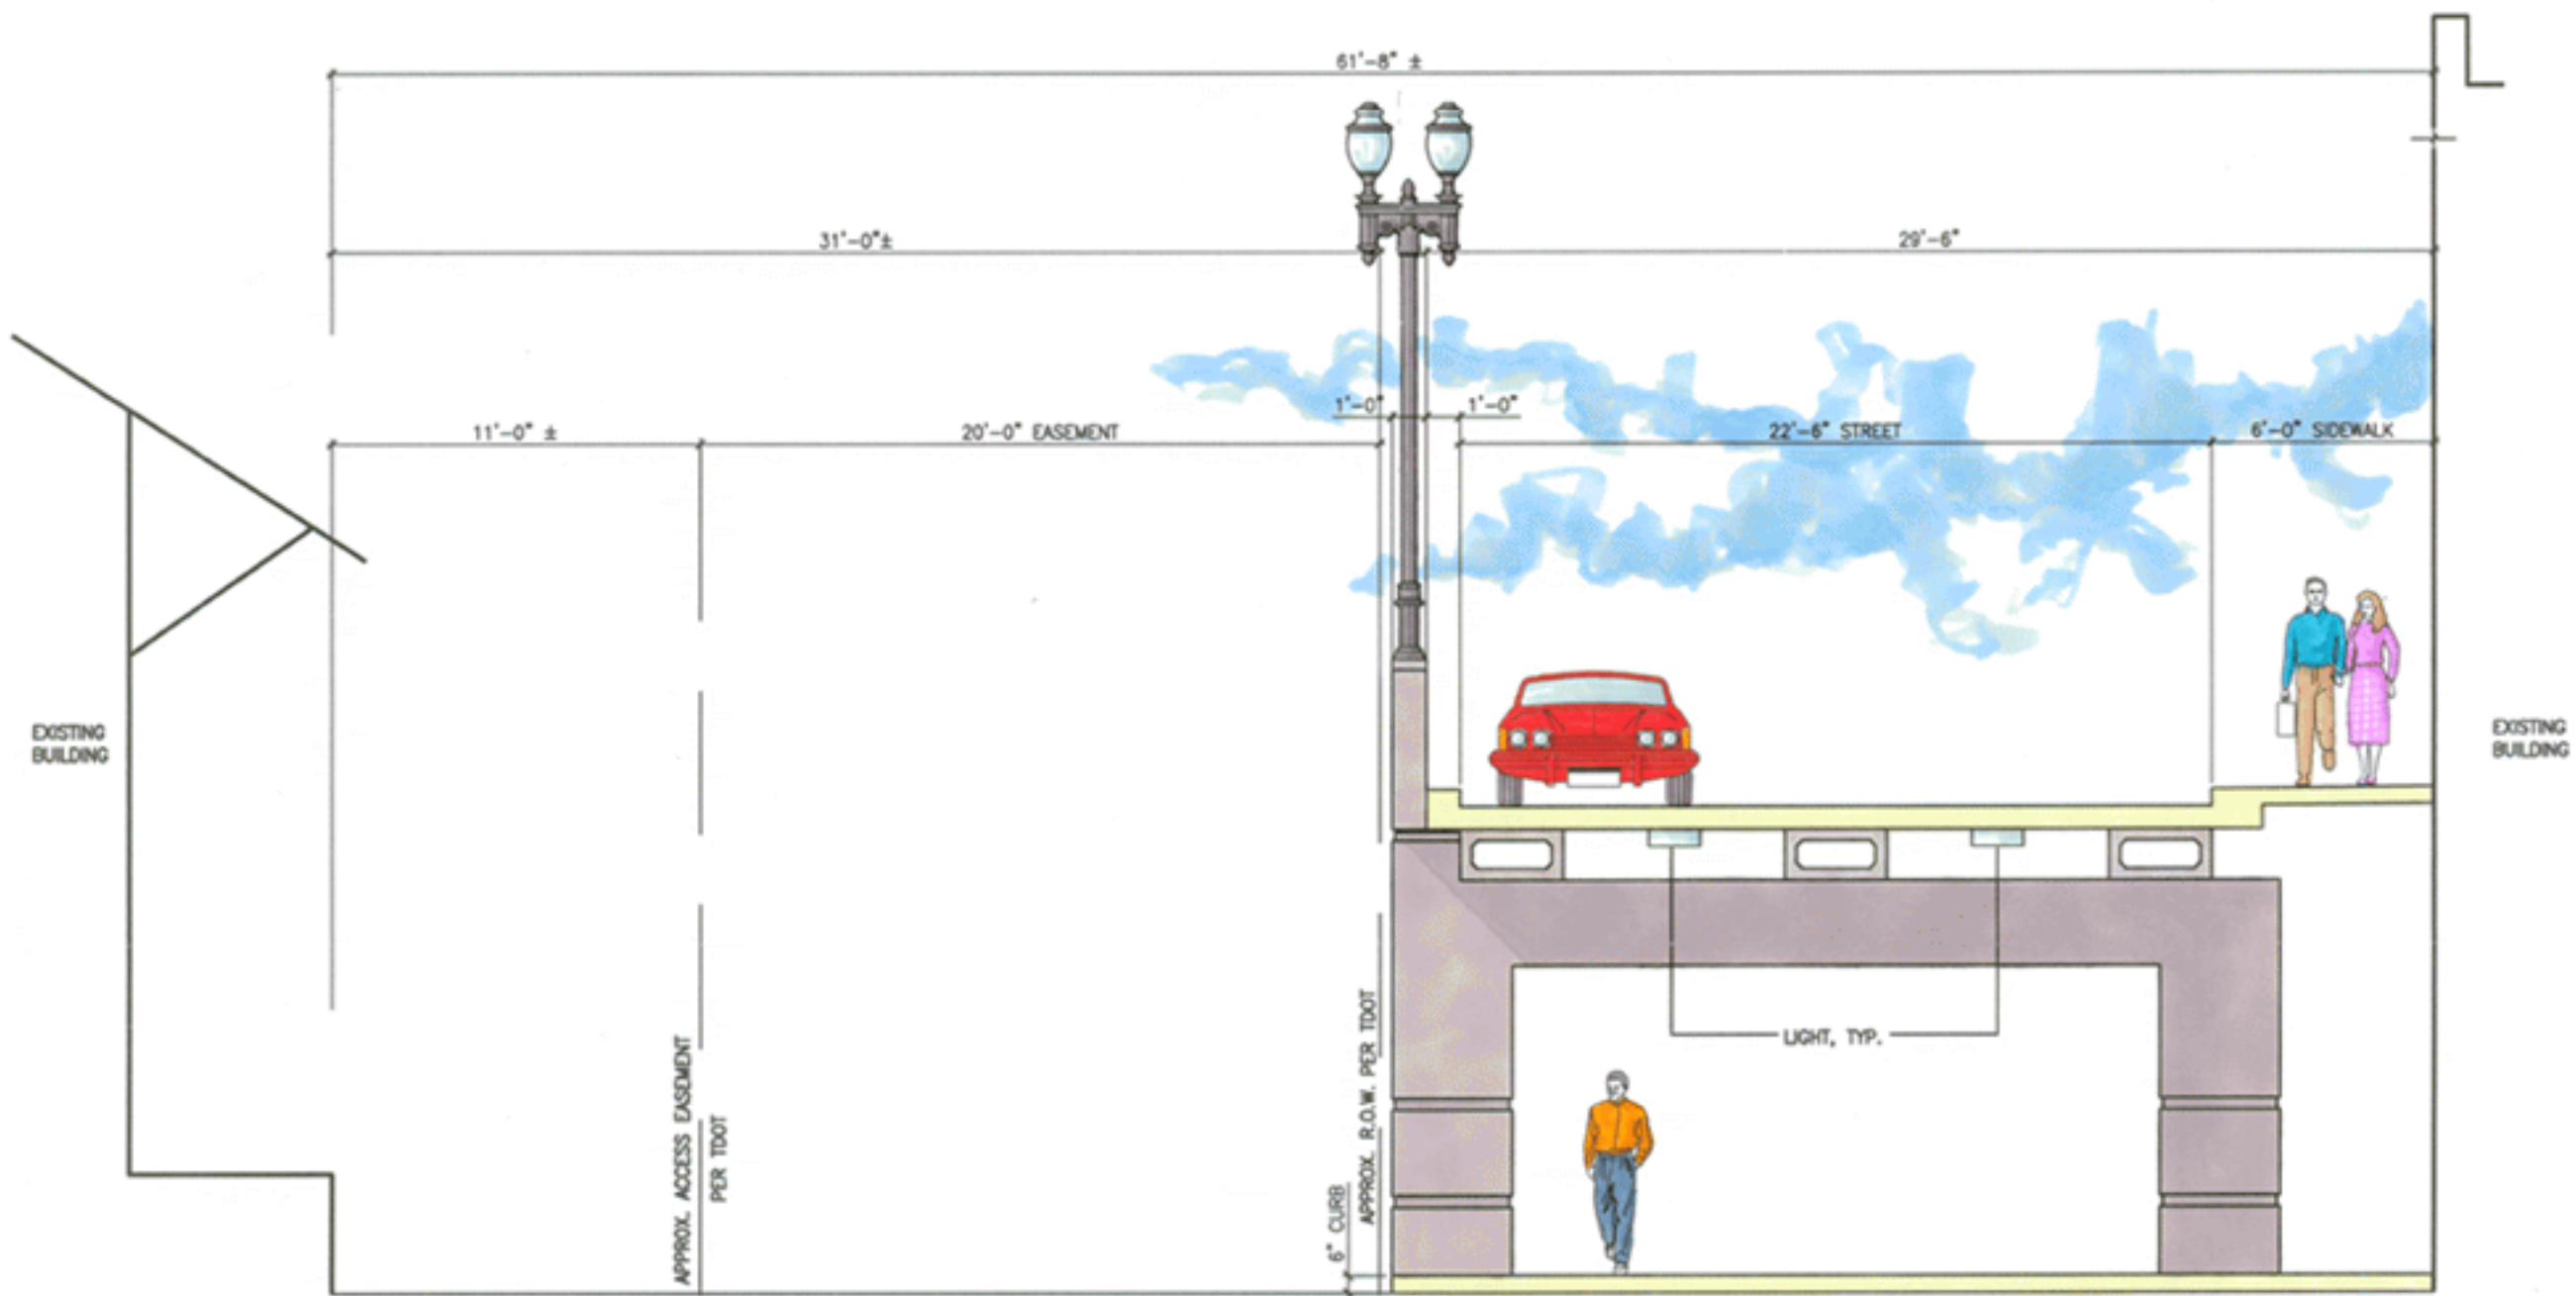 61'-8" ±
31'-0"±
29'-6"
1'-0"
1'-0"
11'-0" ±
20'-0" EASEMENT
22'-6" STREET
6'-0" SIDEWALK
EXISTING
BUILDING
EXISTING
BUILDING
LIGHT, TYP.
APPROX. ACCESS EASEMENT
PER TDOT
6" CURB
APPROX. R.O.W. PER TDOT